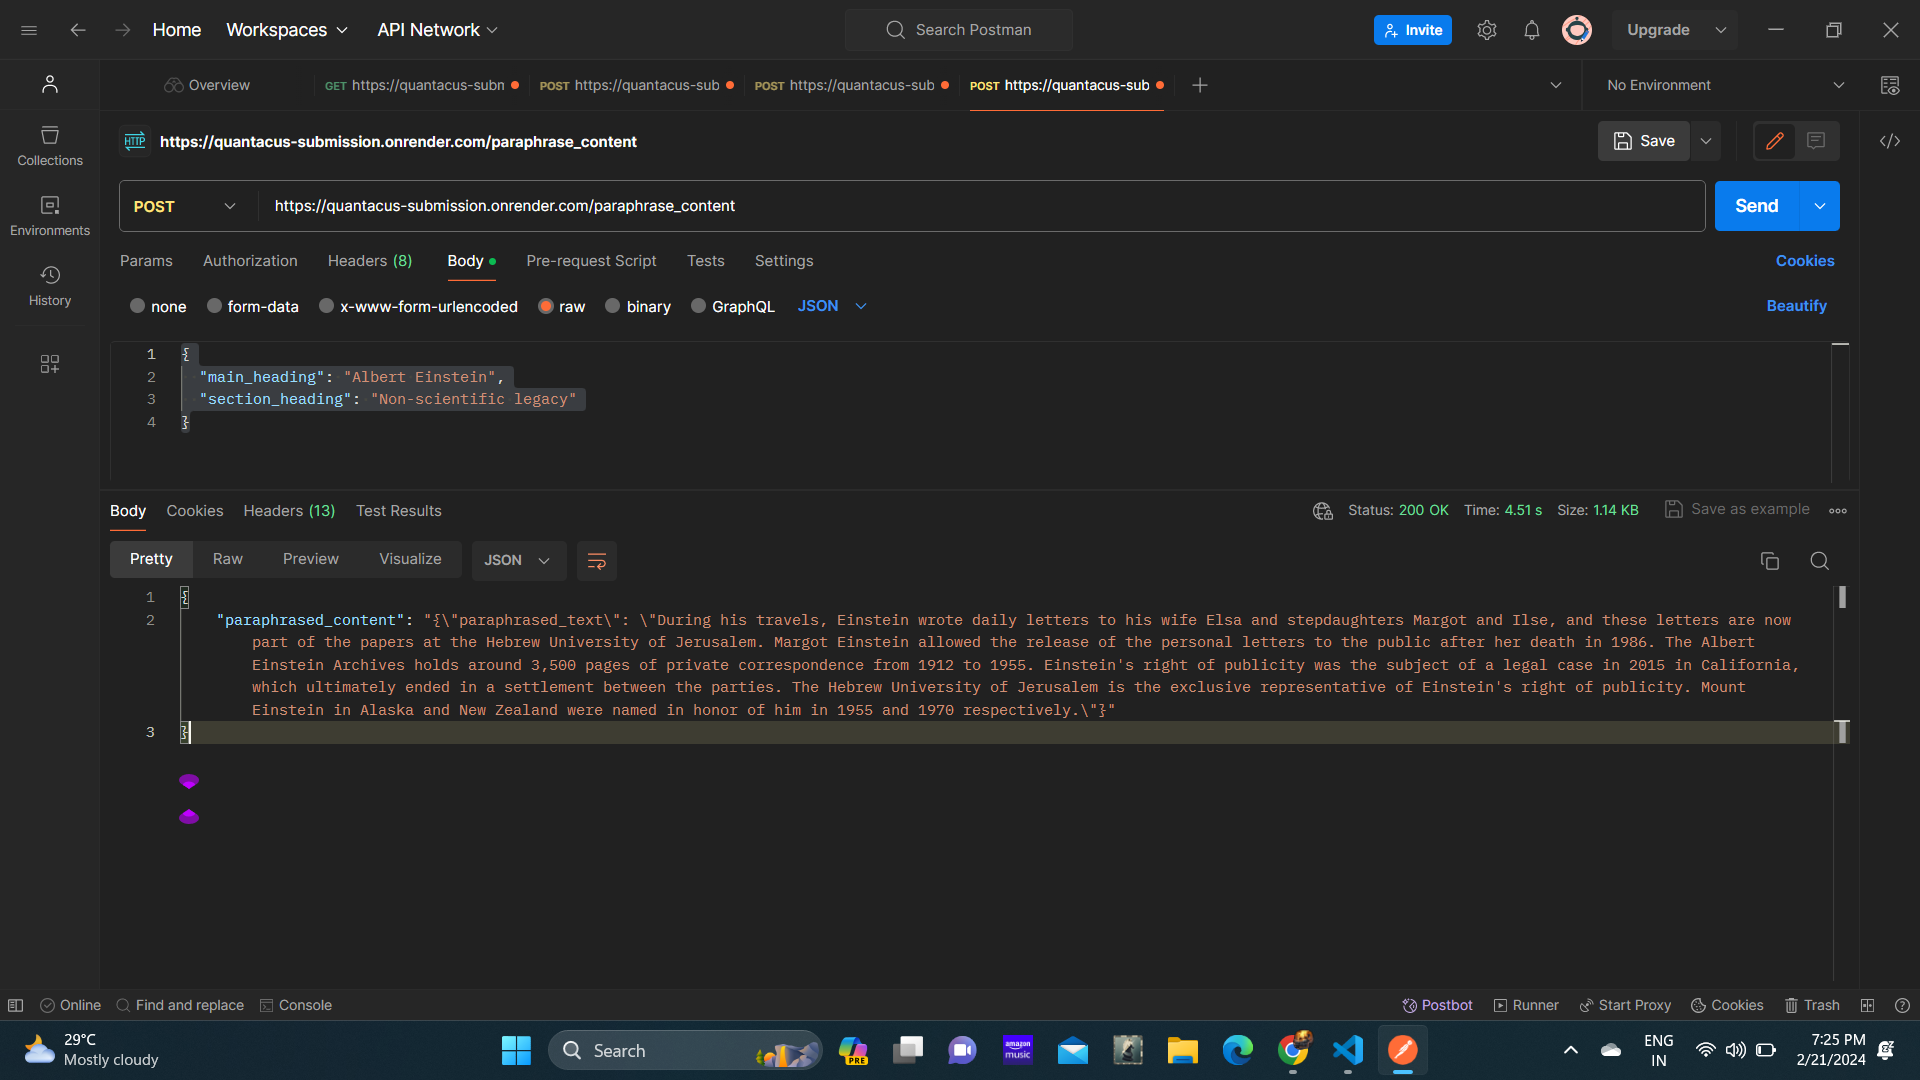 Home Workspaces API Network Search Postman Invite Upgrade
Overview GET https://quantacus-subm POST https://quantacus-sub POST https://quantacus-sub POST https://quantacus-sub No Environment
HTTP https://quantacus-submission.onrender.com/paraphrase_content Save
Collections
POST https://quantacus-submission.onrender.com/paraphrase_content Send
Environments
Params Authorization Headers (8) Body Pre-request Script Tests Settings Cookies
History
none form-data x-www-form-urlencoded raw binary GraphQL JSON Beautify
1 {
2 "main_heading": "Albert Einstein",
3 "section_heading": "Non-scientific legacy"
4 }
Body Cookies Headers (13) Test Results Status: 200 OK Time: 4.51 s Size: 1.14 KB Save as example
Pretty Raw Preview Visualize JSON
1 {
2 "paraphrased_content": "{\"paraphrased_text\": \"During his travels, Einstein wrote daily letters to his wife Elsa and stepdaughters Margot and Ilse, and these letters are now
part of the papers at the Hebrew University of Jerusalem. Margot Einstein allowed the release of the personal letters to the public after her death in 1986. The Albert
Einstein Archives holds around 3,500 pages of private correspondence from 1912 to 1955. Einstein's right of publicity was the subject of a legal case in 2015 in California,
which ultimately ended in a settlement between the parties. The Hebrew University of Jerusalem is the exclusive representative of Einstein's right of publicity. Mount
Einstein in Alaska and New Zealand were named in honor of him in 1955 and 1970 respectively.\"}"
3 }
Online Find and replace Console Postbot Runner Start Proxy Cookies Trash
29°C
Mostly cloudy
Search
PRE
amazon music
ENG
IN
7:25 PM
2/21/2024